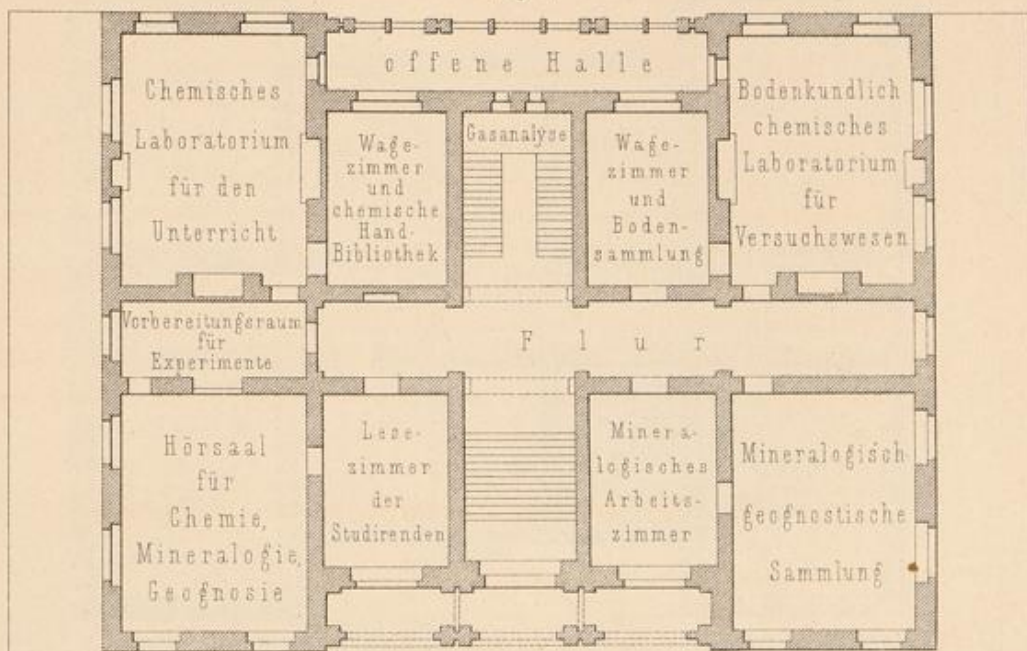 offene Halle
Chemisches
Laboratorium
für den
Unterricht
Wage-
zimmer
und
chemische
Hand-
Bibliothek
Gasanalyse
Wage-
zimmer
und
Boden-
sammlung
Bodenkundlich
chemisches
Laboratorium
für
Versuchswesen
Vorbereitungsraum
für
Experimente
Flur
Hörsaal
für
Chemie,
Mineralogie,
Geognosie
Lese-
zimmer
der
Studirenden
Minera-
logisches
Arbeits-
zimmer
Mineralogisch
geognostische
Sammlung